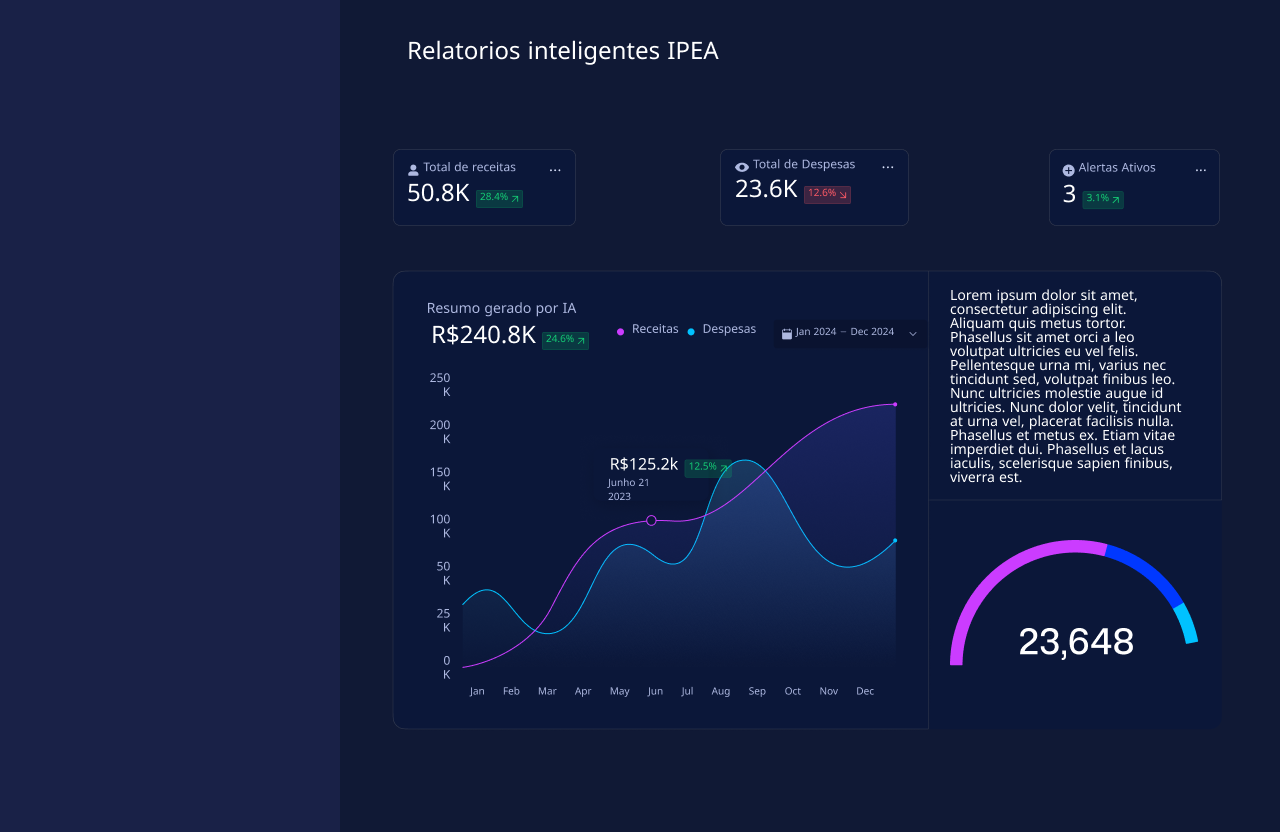 Relatorios inteligentes IPEA
Total de receitas
50.8K 28.4%
Total de Despesas
23.6K 12.6%
Alertas Ativos
3 3.1%
Resumo gerado por IA
R$240.8K 24.6%
Receitas
Despesas
Jan 2024 – Dec 2024
250
K
200
K
150
K
100
K
50
K
25
K
0
K
R$125.2k 12.5%
Junho 21
2023
Jan Feb Mar Apr May Jun Jul Aug Sep Oct Nov Dec
Lorem ipsum dolor sit amet,
consectetur adipiscing elit.
Aliquam quis metus tortor.
Phasellus sit amet orci a leo
volutpat ultricies eu vel felis.
Pellentesque urna mi, varius nec
tincidunt sed, volutpat finibus leo.
Nunc ultricies molestie augue id
ultricies. Nunc dolor velit, tincidunt
at urna vel, placerat facilisis nulla.
Phasellus et metus ex. Etiam vitae
imperdiet dui. Phasellus et lacus
iaculis, scelerisque sapien finibus,
viverra est.
23,648